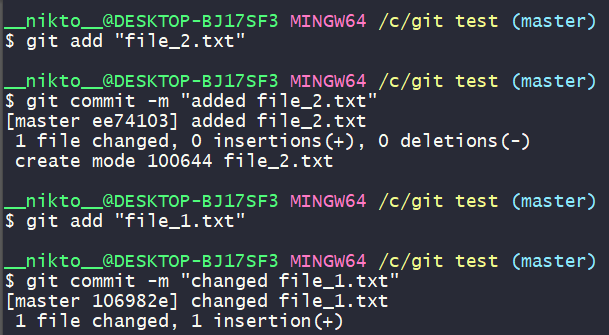 __nikto__@DESKTOP-BJ17SF3 MINGW64 /c/git test (master)
$ git add "file_2.txt"
__nikto__@DESKTOP-BJ17SF3 MINGW64 /c/git test (master)
$ git commit -m "added file_2.txt"
[master ee74103] added file_2.txt
 1 file changed, 0 insertions(+), 0 deletions(-)
 create mode 100644 file_2.txt
__nikto__@DESKTOP-BJ17SF3 MINGW64 /c/git test (master)
$ git add "file_1.txt"
__nikto__@DESKTOP-BJ17SF3 MINGW64 /c/git test (master)
$ git commit -m "changed file_1.txt"
[master 106982e] changed file_1.txt
 1 file changed, 1 insertion(+)